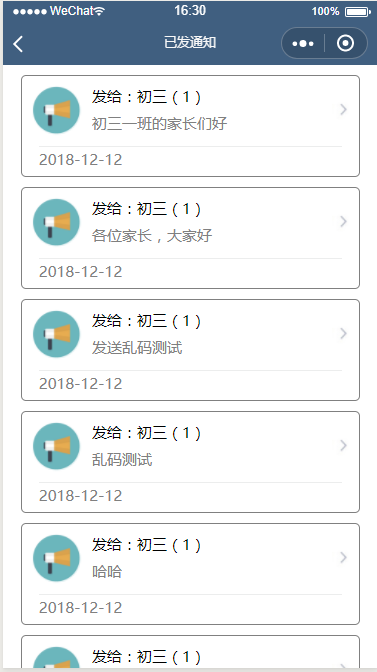 WeChat 16:30 100%
已发通知
发给：初三（1）
初三一班的家长们好
2018-12-12
发给：初三（1）
各位家长，大家好
2018-12-12
发给：初三（1）
发送乱码测试
2018-12-12
发给：初三（1）
乱码测试
2018-12-12
发给：初三（1）
哈哈
2018-12-12
发给：初三（1）